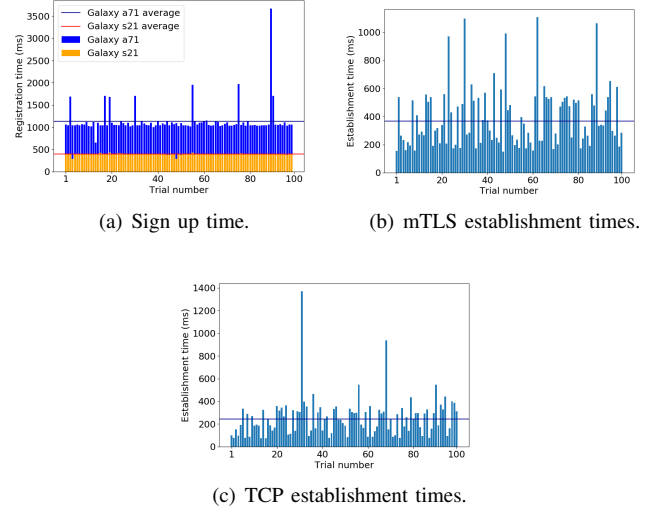 Galaxy a71 average
Galaxy s21 average
Galaxy a71
Galaxy s21
Registration time (ms)
3500
3000
2500
2000
1500
1000
500
0
1 20 40 60 80 100
Trial number
(a) Sign up time.
Establishment time (ms)
1000
800
600
400
200
0
1 20 40 60 80 100
Trial number
(b) mTLS establishment times.
Establishment time (ms)
1400
1200
1000
800
600
400
200
0
1 20 40 60 80 100
Trial number
(c) TCP establishment times.